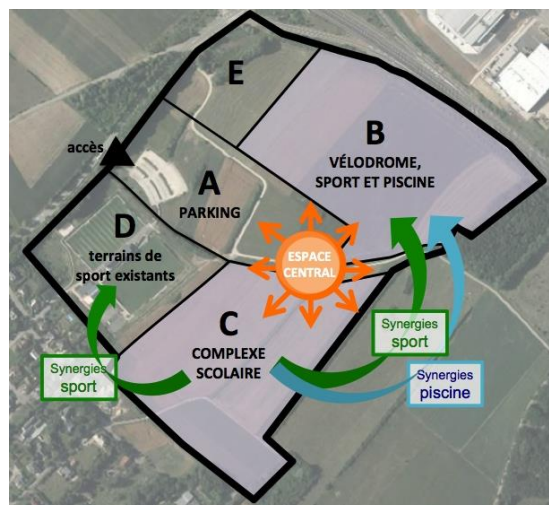 E
B
VÉLODROME,
SPORT ET PISCINE
accès
A
PARKING
D
terrains de
sport existants
ESPACE
CENTRAL
C
COMPLEXE
SCOLAIRE
Synergies
sport
Synergies
sport
Synergies
piscine